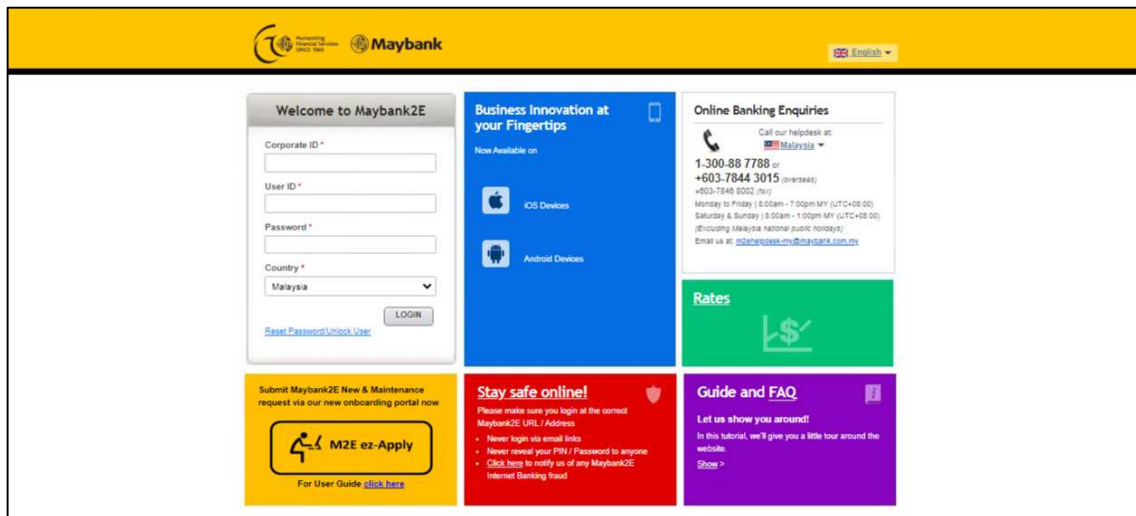 Humanising
Financial Services
SINCE 1960
Maybank
English
Welcome to Maybank2E
Corporate ID *
User ID *
Password *
Country *
Malaysia
LOGIN
Reset Password/Unlock User
Business Innovation at
your Fingertips
Now Available on
iOS Devices
Android Devices
Online Banking Enquiries
Call our helpdesk at:
Malaysia
1-300-88 7788 or
+603-7844 3015 (overseas)
+603-7846 8002 (fax)
Monday to Friday | 8:00am - 7:00pm MY (UTC+08:00)
Saturday & Sunday | 8:00am - 1:00pm MY (UTC+08:00)
(Excluding Malaysia national public holidays)
Email us at: m2ehelpdesk-my@maybank.com.my
Rates
$
Submit Maybank2E New & Maintenance
request via our new onboarding portal now
M2E ez-Apply
For User Guide click here
Stay safe online!
Please make sure you login at the correct
Maybank2E URL / Address
• Never login via email links
• Never reveal your PIN / Password to anyone
• Click here to notify us of any Maybank2E
Internet Banking fraud
Guide and FAQ
i
Let us show you around!
In this tutorial, we'll give you a little tour around the
website.
Show >